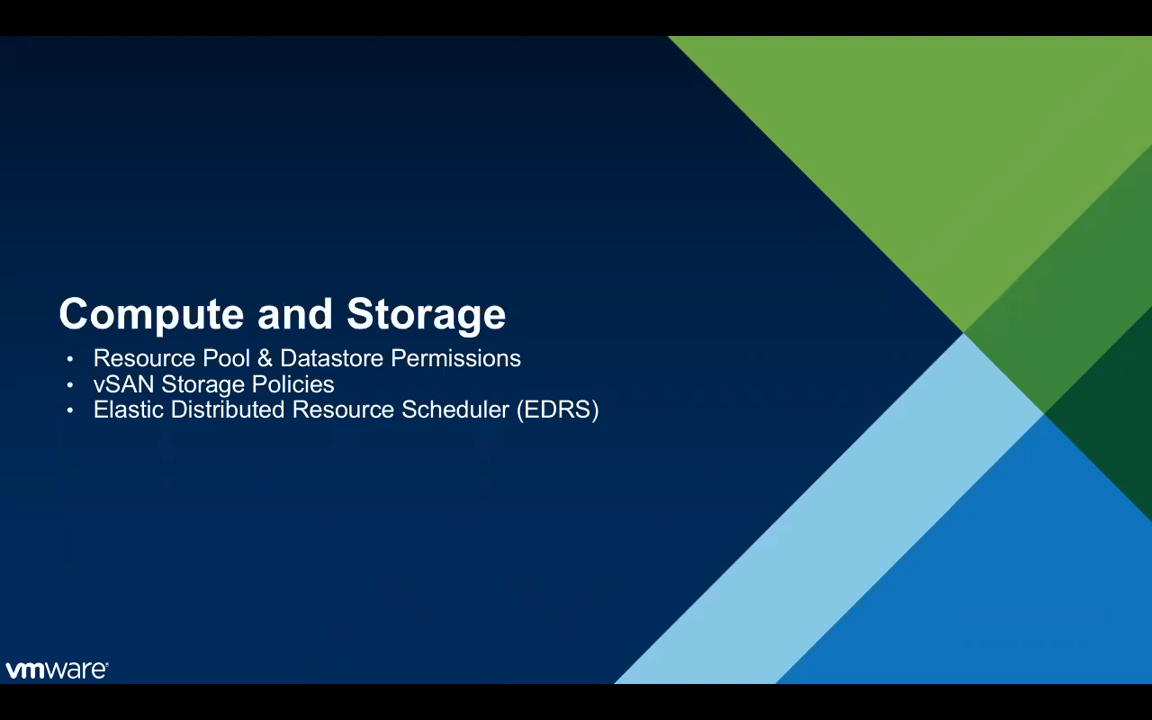 Compute and Storage
• Resource Pool & Datastore Permissions
• vSAN Storage Policies
• Elastic Distributed Resource Scheduler (EDRS)
vmware®